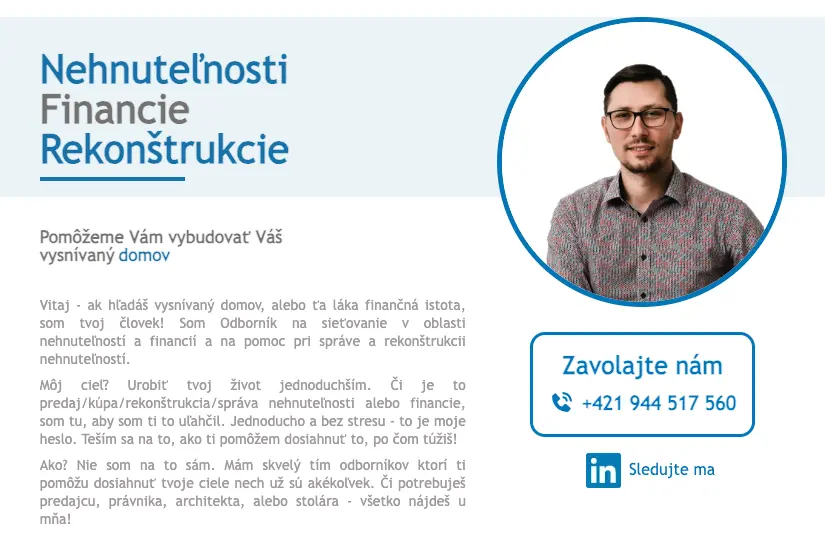 Nehnuteľnosti
Financie
Rekonštrukcie
Pomôžeme Vám vybudovať Váš
vysnívaný domov
Vitaj - ak hľadáš vysnívaný domov, alebo ťa láka finančná istota,
som tvoj človek! Som Odborník na sieťovanie v oblasti
nehnuteľností a financií a na pomoc pri správe a rekonštrukcii
nehnuteľností.
Môj cieľ? Urobiť tvoj život jednoduchším. Či je to
predaj/kúpa/rekonštrukcia/správa nehnuteľnosti alebo financie,
som tu, aby som ti to uľahčil. Jednoducho a bez stresu - to je moje
heslo. Teším sa na to, ako ti pomôžem dosiahnuť to, po čom túžiš!
Ako? Nie som na to sám. Mám skvelý tím odborníkov ktorí ti
pomôžu dosiahnuť tvoje ciele nech už sú akékoľvek. Či potrebuješ
predajcu, právnika, architekta, alebo stolára - všetko nájdeš u
mňa!
Zavolajte nám
+421 944 517 560
in Sledujte ma